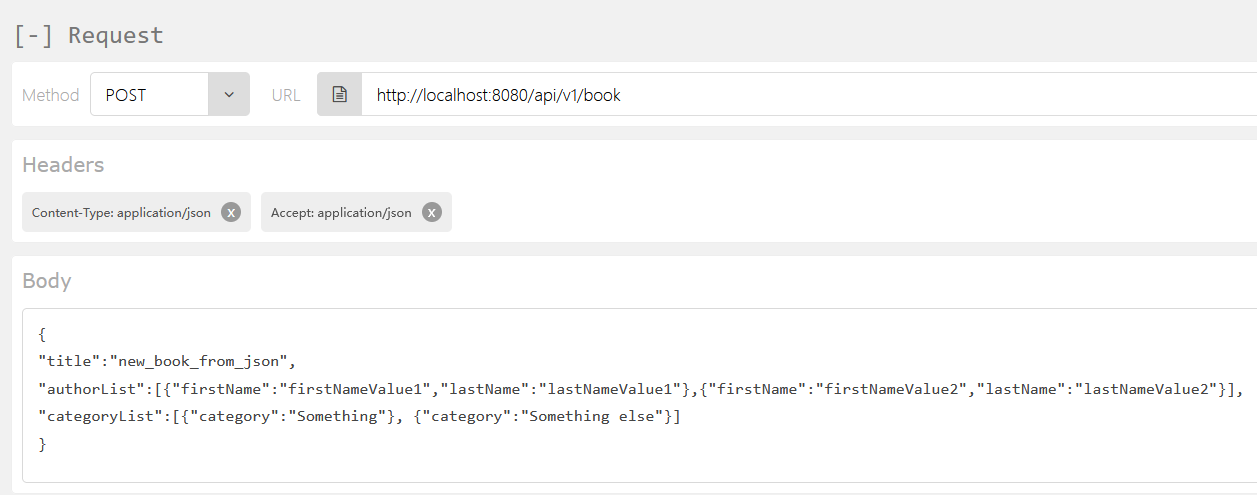 [-] Request
Method POST URL http://localhost:8080/api/v1/book
Headers
Content-Type: application/json x Accept: application/json x
Body
{
"title":"new_book_from_json",
"authorList":[{"firstName":"firstNameValue1","lastName":"lastNameValue1"},{"firstName":"firstNameValue2","lastName":"lastNameValue2"}],
"categoryList":[{"category":"Something"}, {"category":"Something else"}]
}